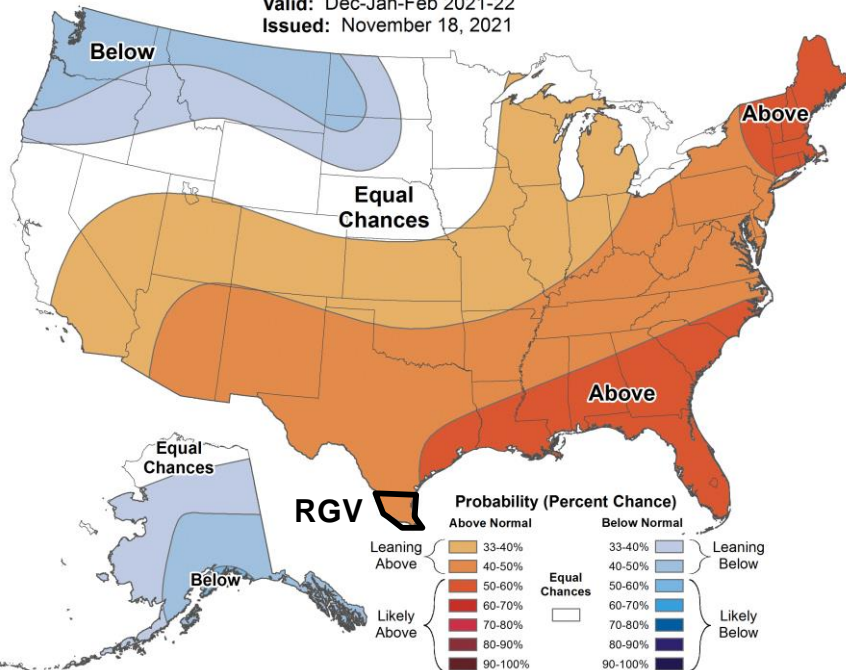 Valid: Dec-Jan-Feb 2021-22
Issued: November 18, 2021
Below
Above
Equal
Chances
Above
Equal
Chances
Below
RGV
Probability (Percent Chance)
Above Normal
Below Normal
Leaning
Above
33-40%
40-50%
Likely
Above
50-60%
60-70%
70-80%
80-90%
90-100%
Equal
Chances
33-40%
40-50%
Leaning
Below
50-60%
60-70%
70-80%
80-90%
90-100%
Likely
Below